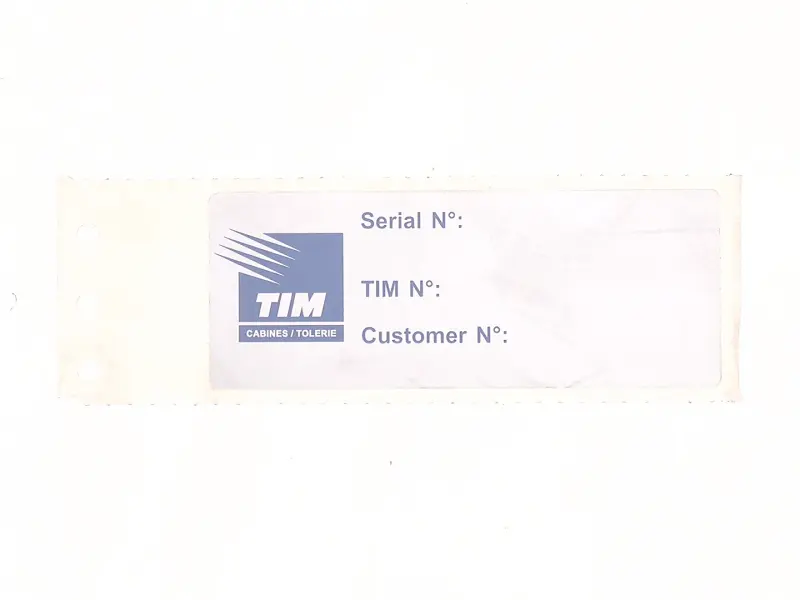 Serial N°:
TIM N°:
Customer N°:
TIM
CABINES / TOLERIE